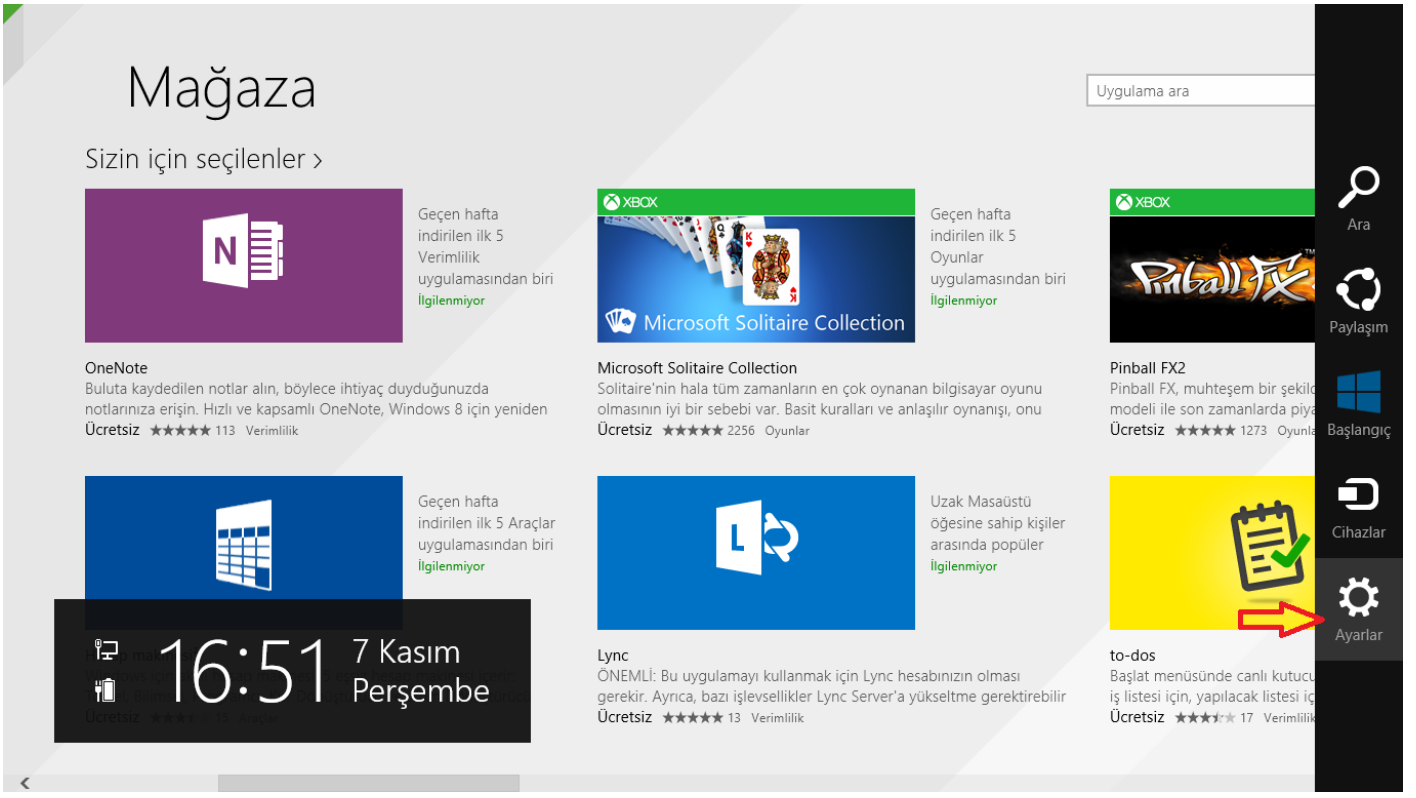 Mağaza
Uygulama ara
Sizin için seçilenler
N
Geçen hafta
indirilen ilk 5
Verimlilik
uygulamasından biri
İlgilenmiyor
OneNote
Buluta kaydedilen notlar alın, böylece ihtiyaç duyduğunuzda
notlarınıza erişin. Hızlı ve kapsamlı OneNote, Windows 8 için yeniden
Ücretsiz 113 Verimlilik
XBOX
Microsoft Solitaire Collection
Geçen hafta
indirilen ilk 5
Oyunlar
uygulamasından biri
İlgilenmiyor
Microsoft Solitaire Collection
Solitaire'nin hala tüm zamanların en çok oynanan bilgisayar oyunu
olmasının iyi bir sebebi var. Basit kuralları ve anlaşılır oynanışı, onu
Ücretsiz 2256 Oyunlar
XBOX
Pinball FX
Pinball FX2
Pinball FX, muhteşem bir şekild
modeli ile son zamanlarda piya
Ücretsiz 1273 Oyunla
Geçen hafta
indirilen ilk 5 Araçlar
uygulamasından biri
İlgilenmiyor
Ücretsiz
16:51
7 Kasım
Perşembe
L
Uzak Masaüstü
öğesine sahip kişiler
arasında popüler
İlgilenmiyor
Lync
ÖNEMLİ: Bu uygulamayı kullanmak için Lync hesabınızın olması
gerekir. Ayrıca, bazı işlevsellikler Lync Server'a yükseltme gerektirebilir
Ücretsiz 13 Verimlilik
to-dos
Başlat menüsünde canlı kutucu
iş listesi için, yapılacak listesi iç
Ücretsiz 17 Verimlilik
Ara
Paylaşım
Başlangıç
Cihazlar
Ayarlar